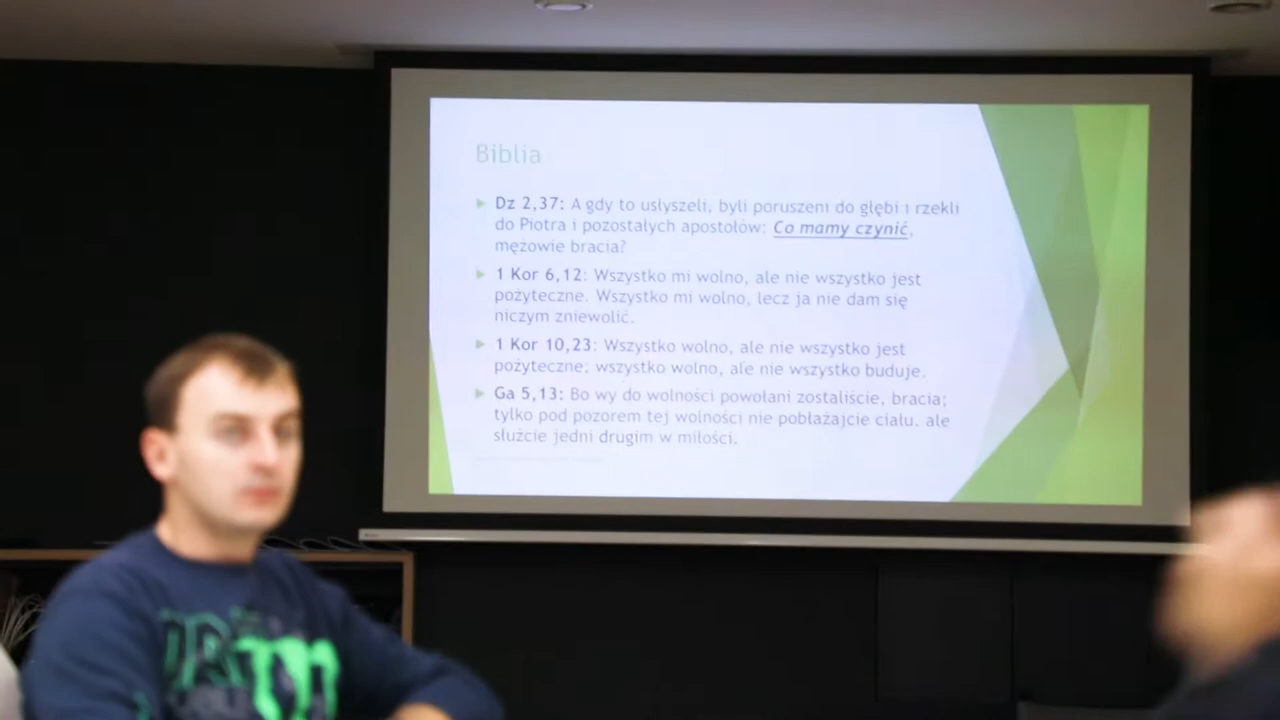 Biblia
Dz 2,37: A gdy to usłyszeli, byli poruszeni do głębi i rzekli
do Piotra i pozostałych apostołów: Co mamy czynić,
mężowie bracia?
1 Kor 6,12: Wszystko mi wolno, ale nie wszystko jest
pożyteczne. Wszystko mi wolno, lecz ja nie dam się
niczym zniewolić.
1 Kor 10,23: Wszystko wolno, ale nie wszystko jest
pożyteczne; wszystko wolno, ale nie wszystko buduje.
Ga 5,13: Bo wy do wolności powołani zostaliście, bracia;
tylko pod pozorem tej wolności nie pobłażajcie ciału. ale
służcie jedni drugim w miłości.